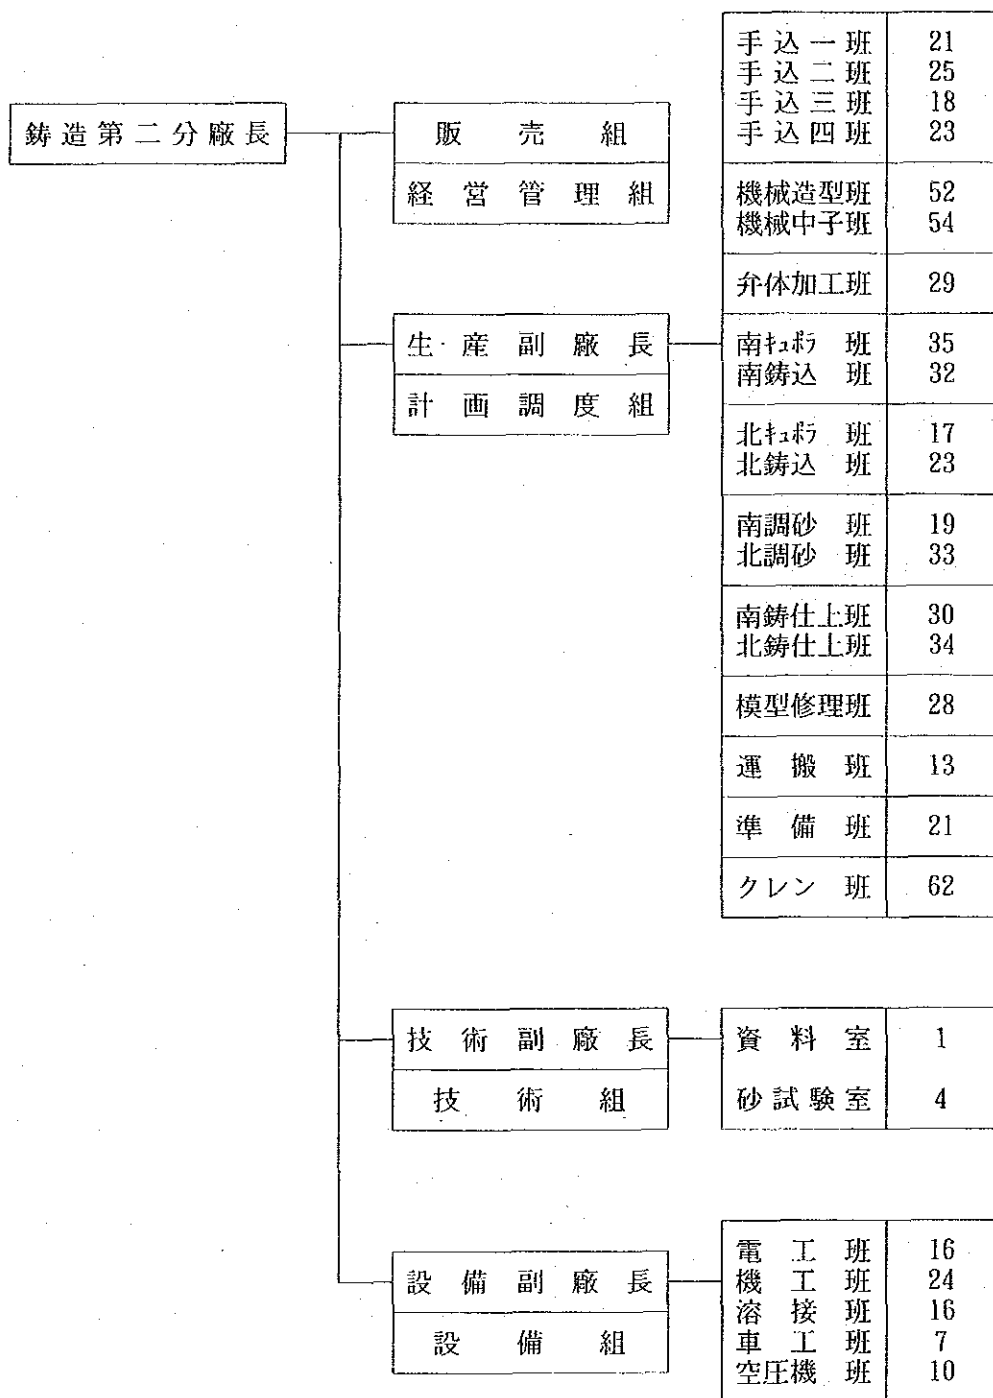 鋳造第二分廠長
販売組
経営管理組
生産副廠長
計画調度組
手込一班 21
手込二班 25
手込三班 18
手込四班 23
機械造型班 52
機械中子班 54
弁体加工班 29
南ｷｭﾎﾟﾗ 班 35
南鋳込 班 32
北ｷｭﾎﾟﾗ 班 17
北鋳込 班 23
南調砂 班 19
北調砂 班 33
南鋳仕上班 30
北鋳仕上班 34
模型修理班 28
運搬班 13
準備班 21
クレン 班 62
技術副廠長
技術組
資料室 1
砂試験室 4
設備副廠長
設備組
電工班 16
機工班 24
溶接班 16
車工班 7
空圧機 班 10